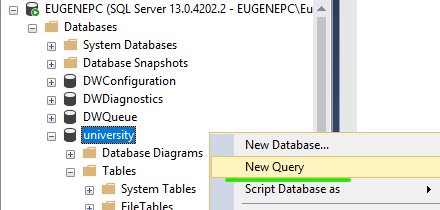 EUGENEPC (SQL Server 13.0.4202.2 - EUGENEPC\Eu
Databases
System Databases
Database Snapshots
DWConfiguration
DWDiagnostics
DWQueue
university
Database Diagrams
Tables
System Tables
FileTables
New Database...
New Query
Script Database as